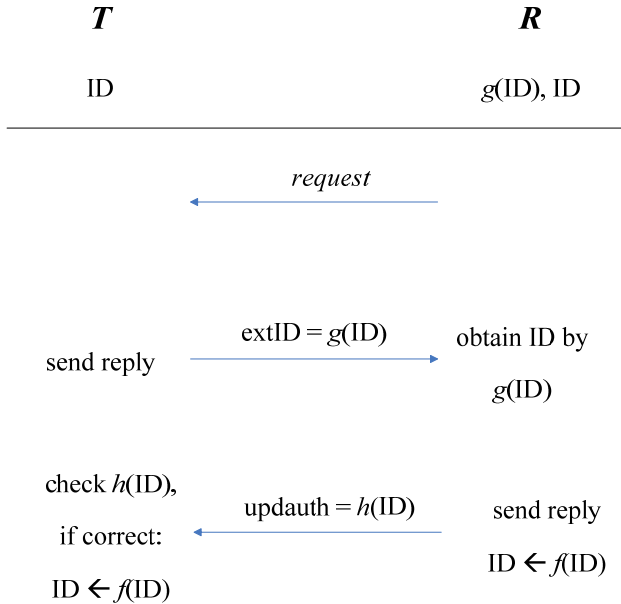 T R
ID g(ID), ID
request
send reply extID = g(ID) obtain ID by
g(ID)
check h(ID), updauth = h(ID) send reply
if correct: ID ← f(ID)
ID ← f(ID)